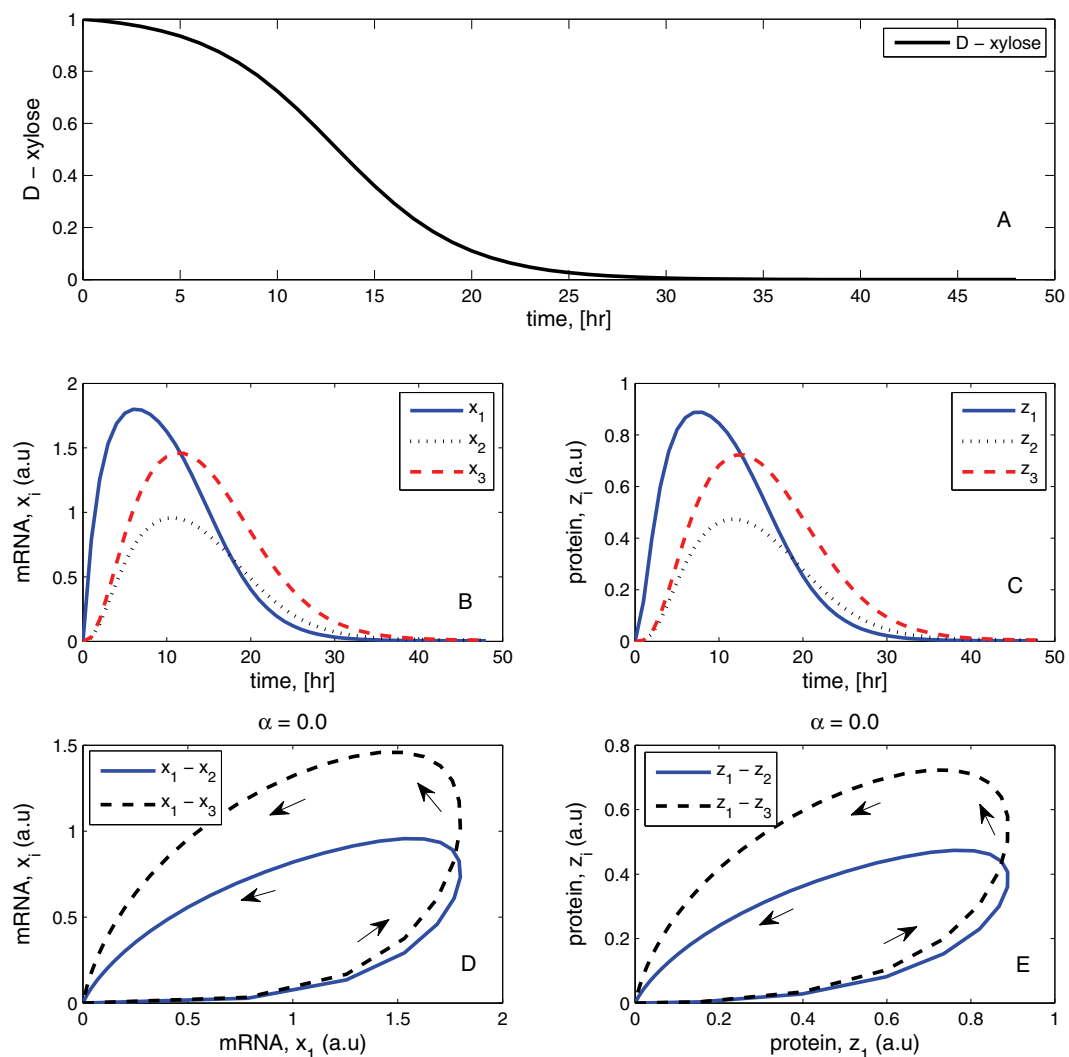 1
0.8
0.6
0.4
0.2
0
D − xylose
D − xylose
A
0 5 10 15 20 25 30 35 40 45 50
time, [hr]
2
1.5
1
0.5
0
mRNA, x_i (a.u)
x_1
x_2
x_3
B
0 10 20 30 40 50
time, [hr]
1
0.8
0.6
0.4
0.2
0
protein, z_i (a.u)
z_1
z_2
z_3
C
0 10 20 30 40 50
time, [hr]
α = 0.0
1.5
1
0.5
0
mRNA, x_i (a.u)
x_1 − x_2
x_1 − x_3
D
0 0.5 1 1.5 2
mRNA, x_1 (a.u)
α = 0.0
0.8
0.6
0.4
0.2
0
protein, z_i (a.u)
z_1 − z_2
z_1 − z_3
E
0 0.2 0.4 0.6 0.8 1
protein, z_1 (a.u)